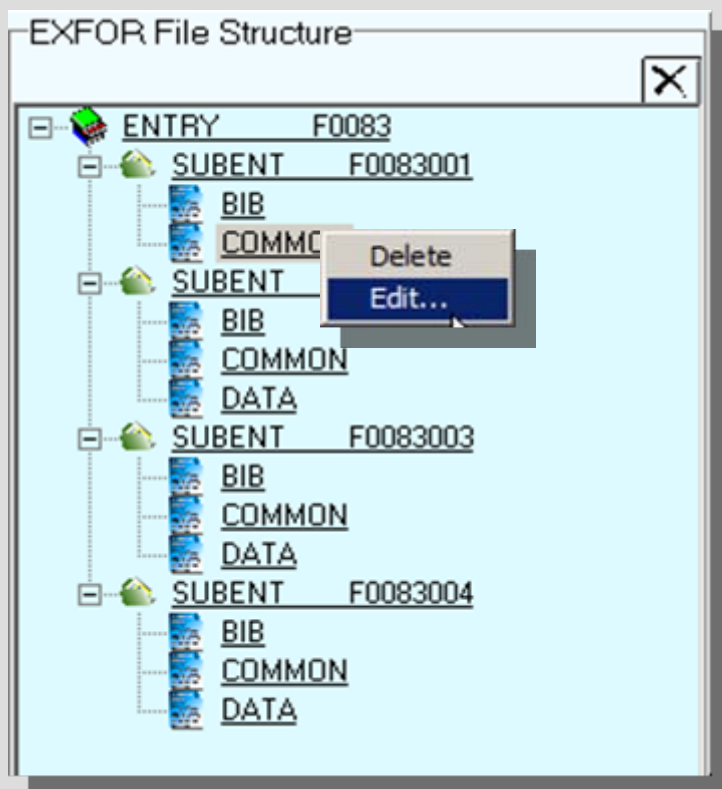 EXFOR File Structure
ENTRY F0083
SUBENT F0083001
BIB
COMMO
Delete
SUBENT
Edit...
BIB
COMMON
DATA
SUBENT F0083003
BIB
COMMON
DATA
SUBENT F0083004
BIB
COMMON
DATA